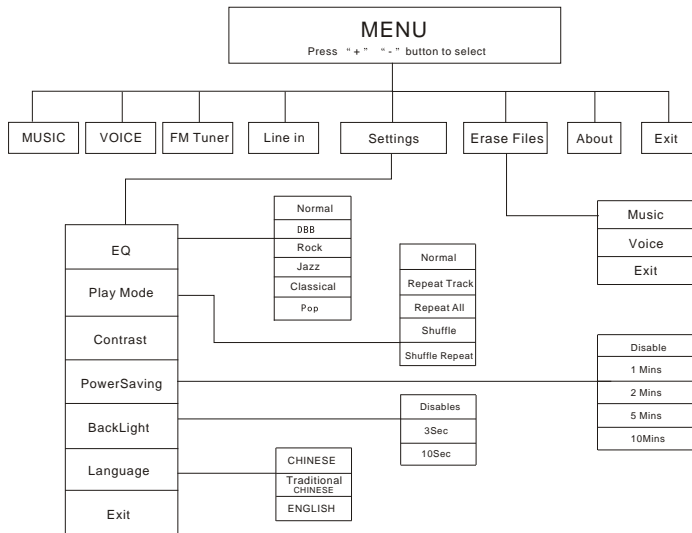 MENU
Press “ + ” “ - ” button to select
MUSIC
VOICE
FM Tuner
Line in
Settings
Erase Files
About
Exit
EQ
Play Mode
Contrast
PowerSaving
BackLight
Language
Exit
Normal
DBB
Rock
Jazz
Classical
Pop
Normal
Repeat Track
Repeat All
Shuffle
Shuffle Repeat
Disable
1 Mins
2 Mins
5 Mins
10Mins
Disables
3Sec
10Sec
CHINESE
Traditional
CHINESE
ENGLISH
Music
Voice
Exit